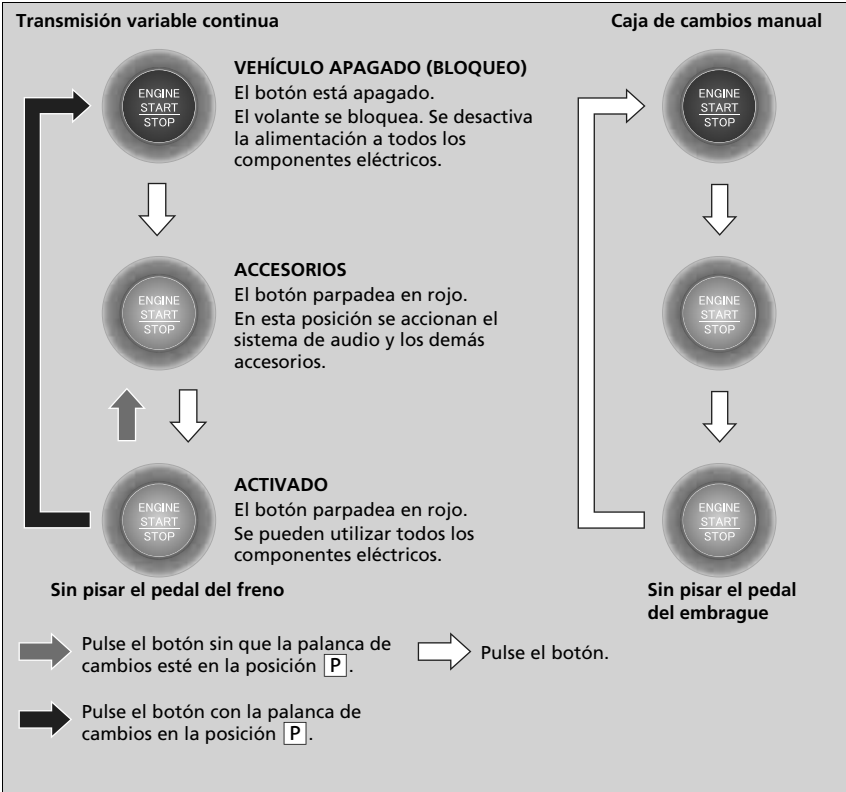 Transmisión variable continua
Caja de cambios manual
ENGINE
START
STOP
VEHÍCULO APAGADO (BLOQUEO)
El botón está apagado.
El volante se bloquea. Se desactiva
la alimentación a todos los
componentes eléctricos.
ENGINE
START
STOP
ENGINE
START
STOP
ACCESORIOS
El botón parpadea en rojo.
En esta posición se accionan el
sistema de audio y los demás
accesorios.
ENGINE
START
STOP
ENGINE
START
STOP
ACTIVADO
El botón parpadea en rojo.
Se pueden utilizar todos los
componentes eléctricos.
ENGINE
START
STOP
Sin pisar el pedal del freno
Sin pisar el pedal
del embrague
Pulse el botón sin que la palanca de
cambios esté en la posición P.
Pulse el botón.
Pulse el botón con la palanca de
cambios en la posición P.